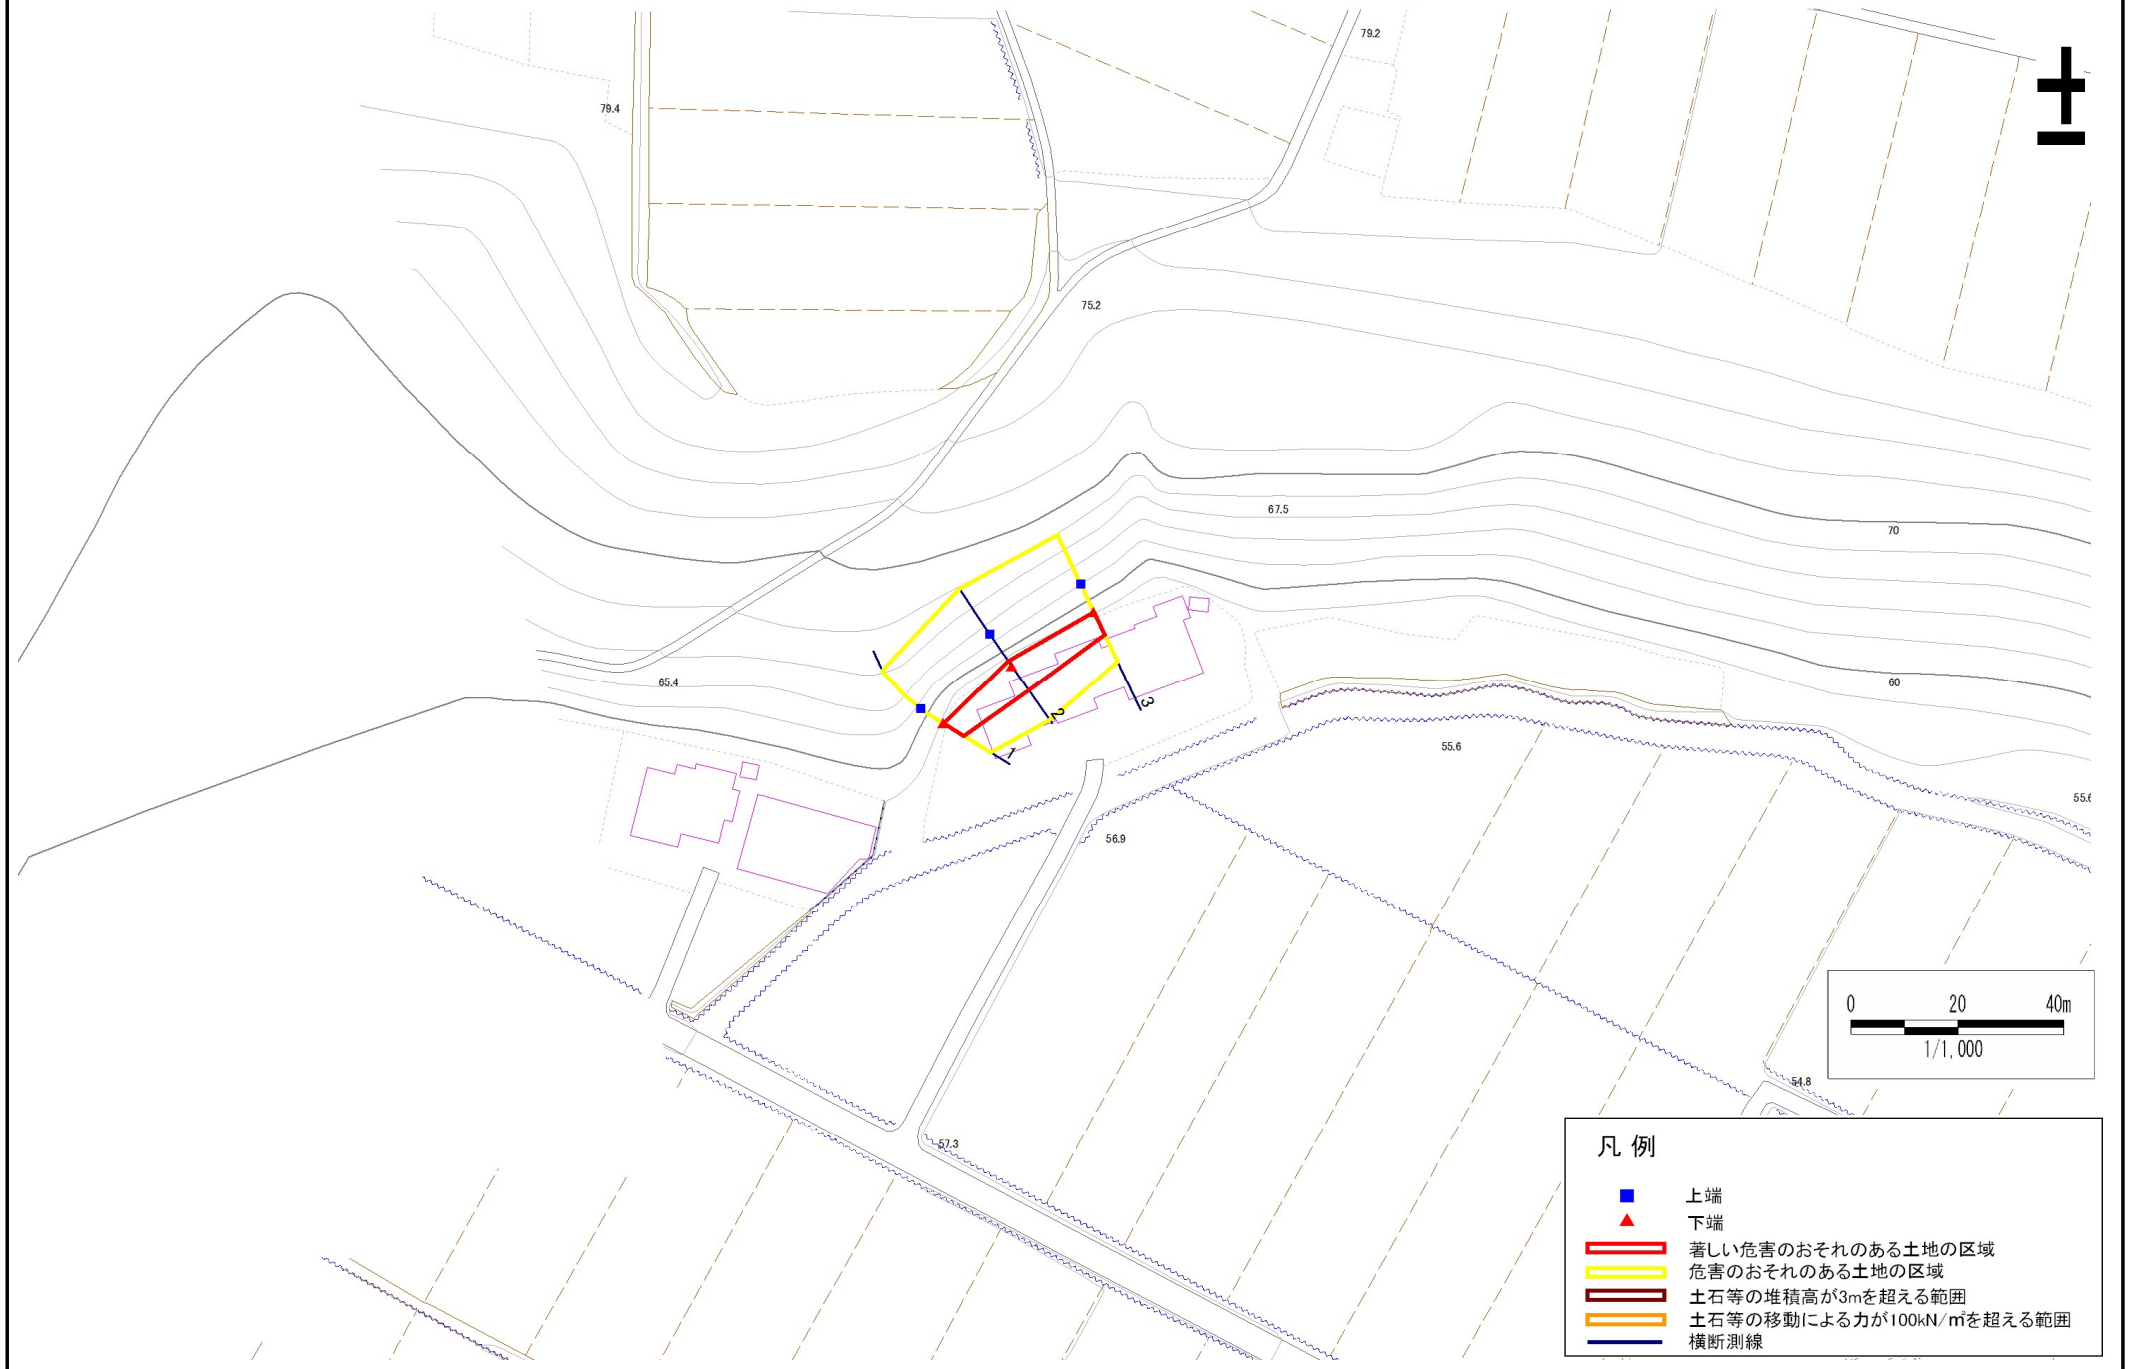 79.2
79.4
75.2
67.5
70
65.4
60
3
2
1
55.6
55.6
56.9
0 20 40m
1/1,000
54.8
57.3
凡 例
上端
下端
著しい危害のおそれのある土地の区域
危害のおそれのある土地の区域
土石等の堆積高が3mを超える範囲
土石等の移動による力が100kN/㎡を超える範囲
横断測線